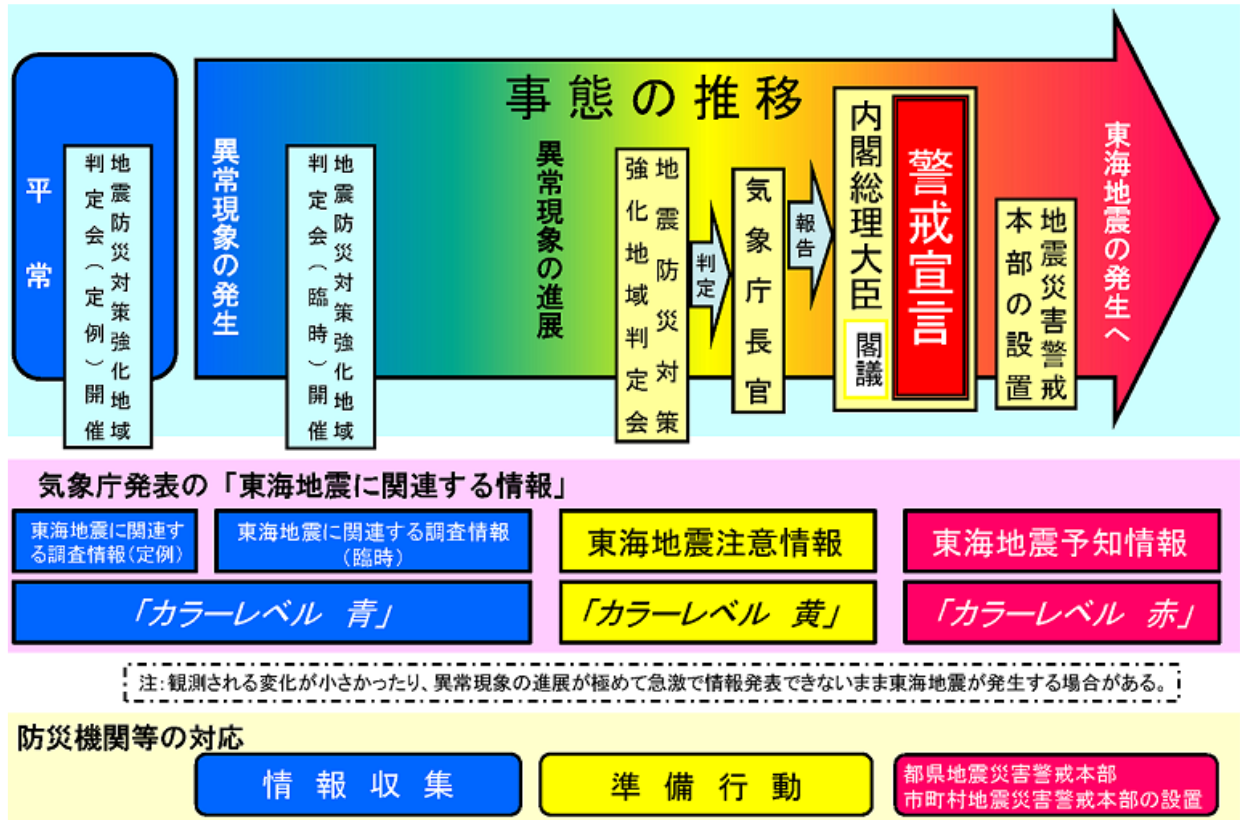 事態の推移
平常
地震防災対策強化地域
判定会(定例)開催
異常現象の発生
地震防災対策強化地域
判定会(臨時)開催
異常現象の進展
地震防災対策
強化地域判定会
判定
気象庁長官
報告
内閣総理大臣
閣議
警戒宣言
地震災害警戒
本部の設置
東海地震の発生へ
気象庁発表の「東海地震に関連する情報」
東海地震に関連す
る調査情報(定例)
東海地震に関連する調査情報
(臨時)
東海地震注意情報
東海地震予知情報
「カラーレベル 青」
「カラーレベル 黄」
「カラーレベル 赤」
注:観測される変化が小さかったり、異常現象の進展が極めて急激で情報発表できないまま東海地震が発生する場合がある。
防災機関等の対応
情報収集
準備行動
都県地震災害警戒本部
市町村地震災害警戒本部の設置